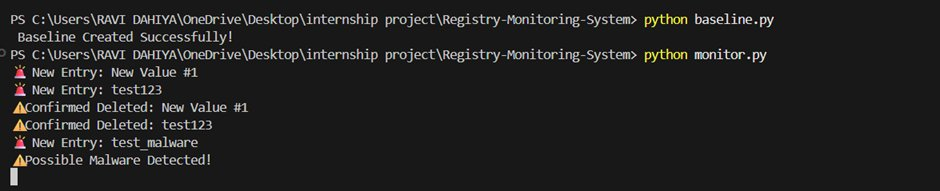 PS C:\Users\RAVI DAHIYA\OneDrive\Desktop\internship project\Registry-Monitoring-System> python baseline.py
Baseline Created Successfully!
PS C:\Users\RAVI DAHIYA\OneDrive\Desktop\internship project\Registry-Monitoring-System> python monitor.py
🚨 New Entry: New Value #1
🚨 New Entry: test123
⚠️Confirmed Deleted: New Value #1
⚠️Confirmed Deleted: test123
🚨 New Entry: test_malware
⚠️Possible Malware Detected!